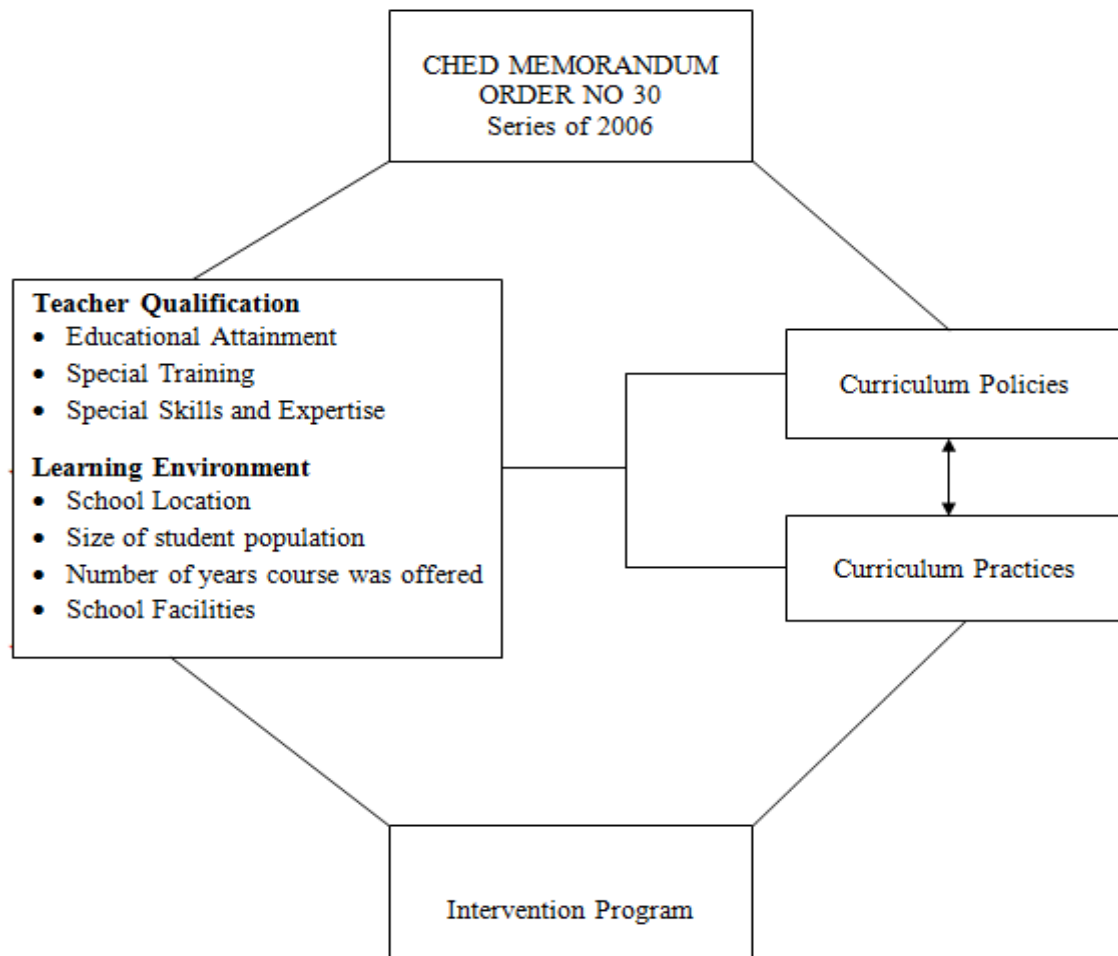 CHED MEMORANDUM
ORDER NO 30
Series of 2006
Teacher Qualification
• Educational Attainment
• Special Training
• Special Skills and Expertise
Learning Environment
• School Location
• Size of student population
• Number of years course was offered
• School Facilities
Curriculum Policies
Curriculum Practices
Intervention Program